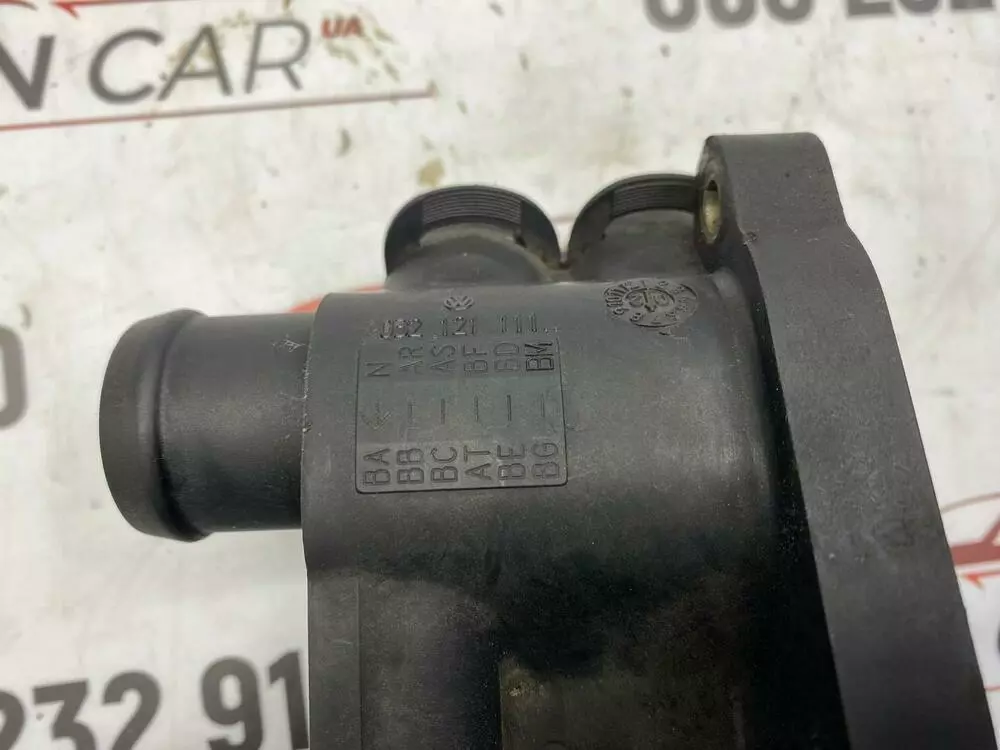 N CAR UA
032 121 111
N AR AS BF BD BM
BA BB BC AT BE BG
232 91